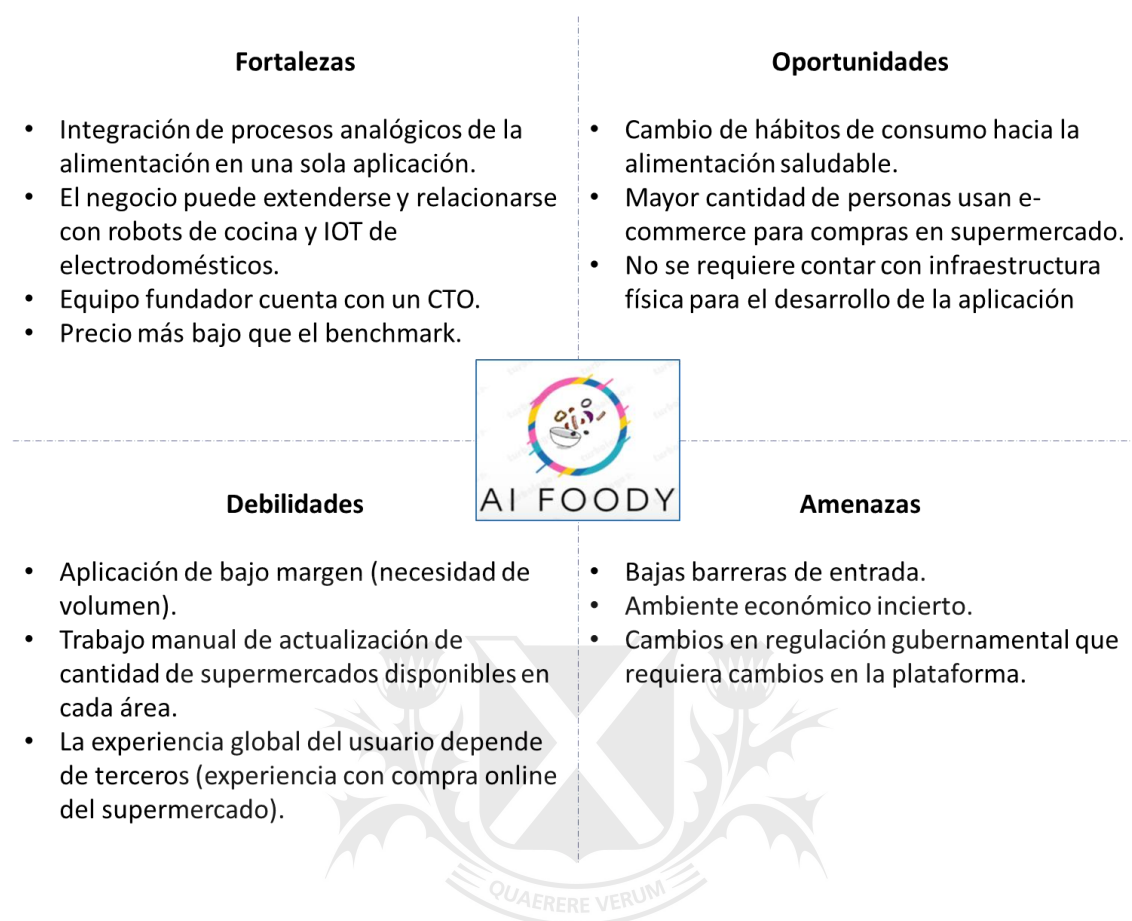 Fortalezas
• Integración de procesos analógicos de la
alimentación en una sola aplicación.
• El negocio puede extenderse y relacionarse
con robots de cocina y IOT de
electrodomésticos.
• Equipo fundador cuenta con un CTO.
• Precio más bajo que el benchmark.
Oportunidades
• Cambio de hábitos de consumo hacia la
alimentación saludable.
• Mayor cantidad de personas usan e-
commerce para compras en supermercado.
• No se requiere contar con infraestructura
física para el desarrollo de la aplicación
AI FOODY
Debilidades
• Aplicación de bajo margen (necesidad de
volumen).
• Trabajo manual de actualización de
cantidad de supermercados disponibles en
cada área.
• La experiencia global del usuario depende
de terceros (experiencia con compra online
del supermercado).
Amenazas
• Bajas barreras de entrada.
• Ambiente económico incierto.
• Cambios en regulación gubernamental que
requiera cambios en la plataforma.
QUAERERE VERUM